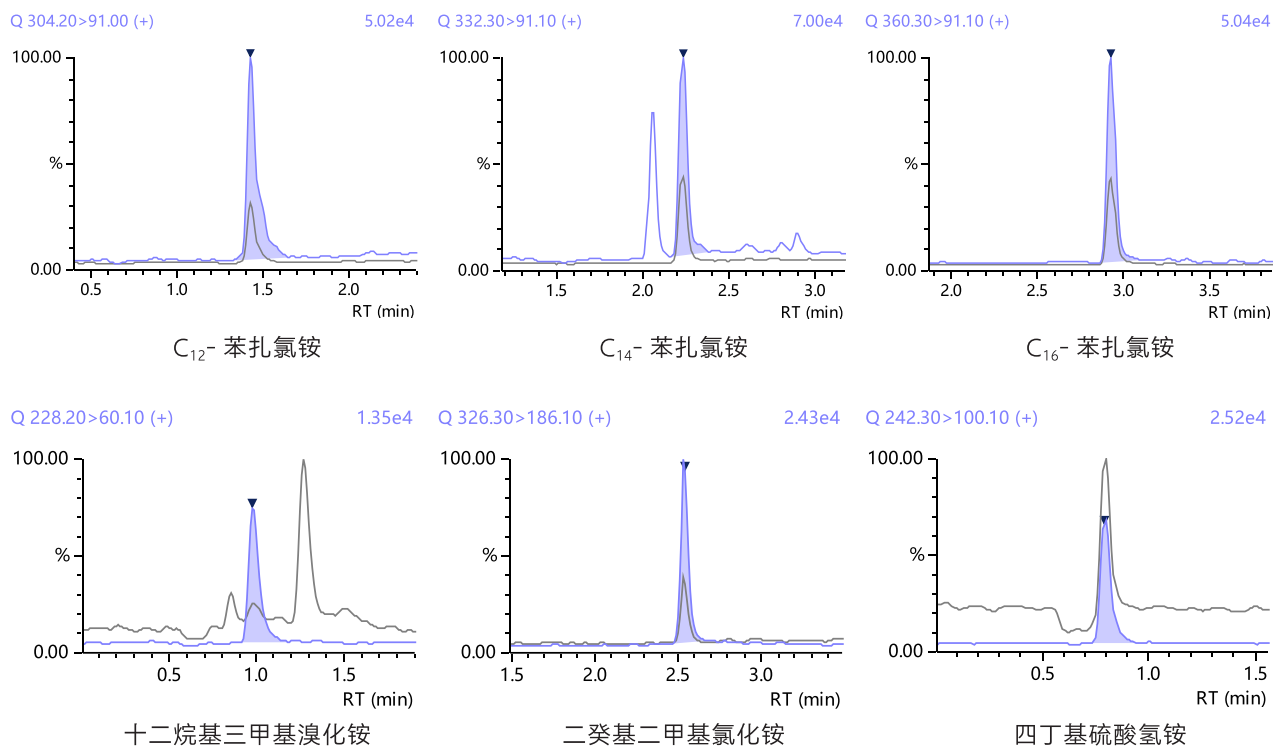 Q 304.20>91.00 (+) 5.02e4
100.00
%
0.00
0.5 1.0 1.5 2.0
RT (min)
C₁₂- 苯扎氯铵
Q 332.30>91.10 (+) 7.00e4
100.00
%
0.00
1.5 2.0 2.5 3.0
RT (min)
C₁₄- 苯扎氯铵
Q 360.30>91.10 (+) 5.04e4
100.00
%
0.00
2.0 2.5 3.0 3.5
RT (min)
C₁₆- 苯扎氯铵
Q 228.20>60.10 (+) 1.35e4
100.00
%
0.00
0.5 1.0 1.5
RT (min)
十二烷基三甲基溴化铵
Q 326.30>186.10 (+) 2.43e4
100.00
%
0.00
1.5 2.0 2.5 3.0
RT (min)
二癸基二甲基氯化铵
Q 242.30>100.10 (+) 2.52e4
100.00
%
0.00
0.5 1.0 1.5
RT (min)
四丁基硫酸氢铵